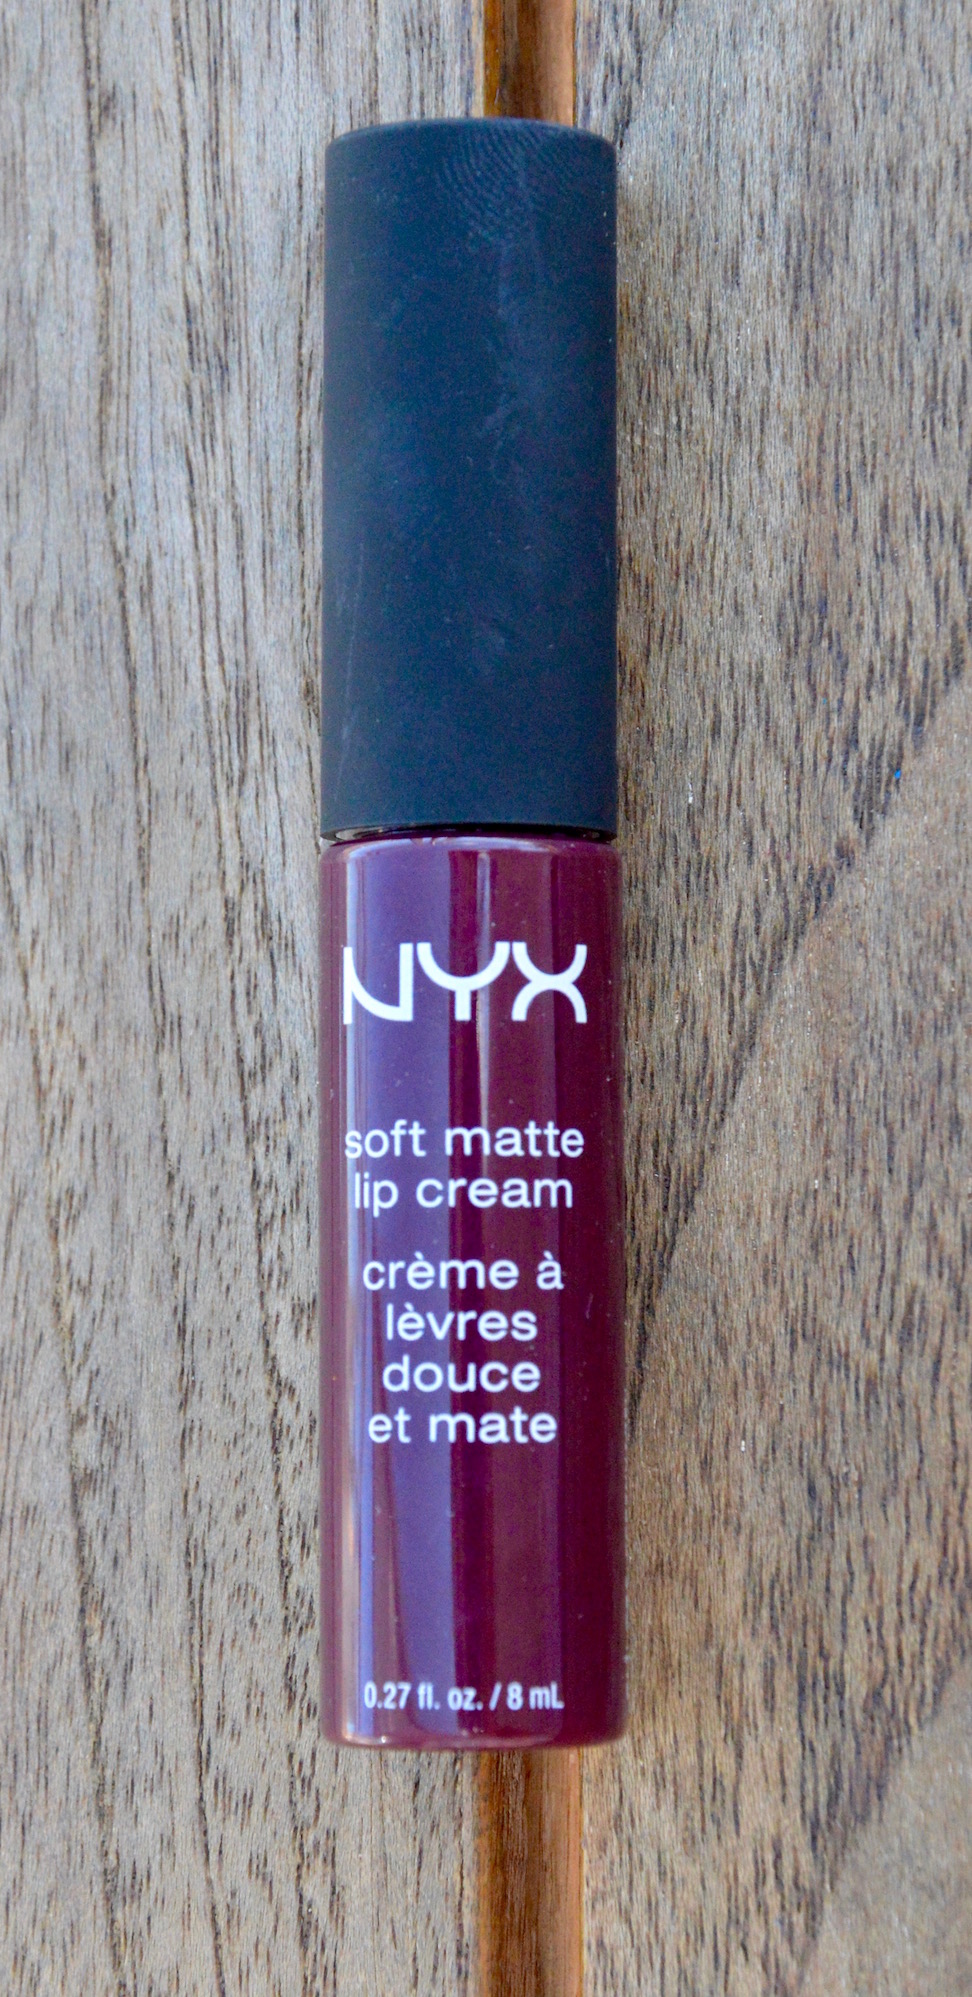 NYX
soft matte
lip cream
crème à
lèvres
douce
et mate
0.27 fl. oz. / 8 mL